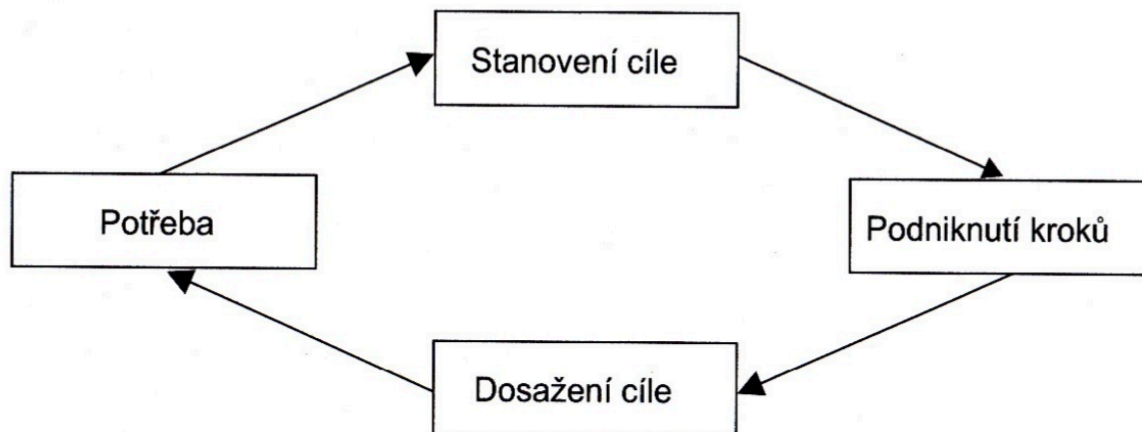 Stanovení cíle
Potřeba
Podniknutí kroků
Dosažení cíle